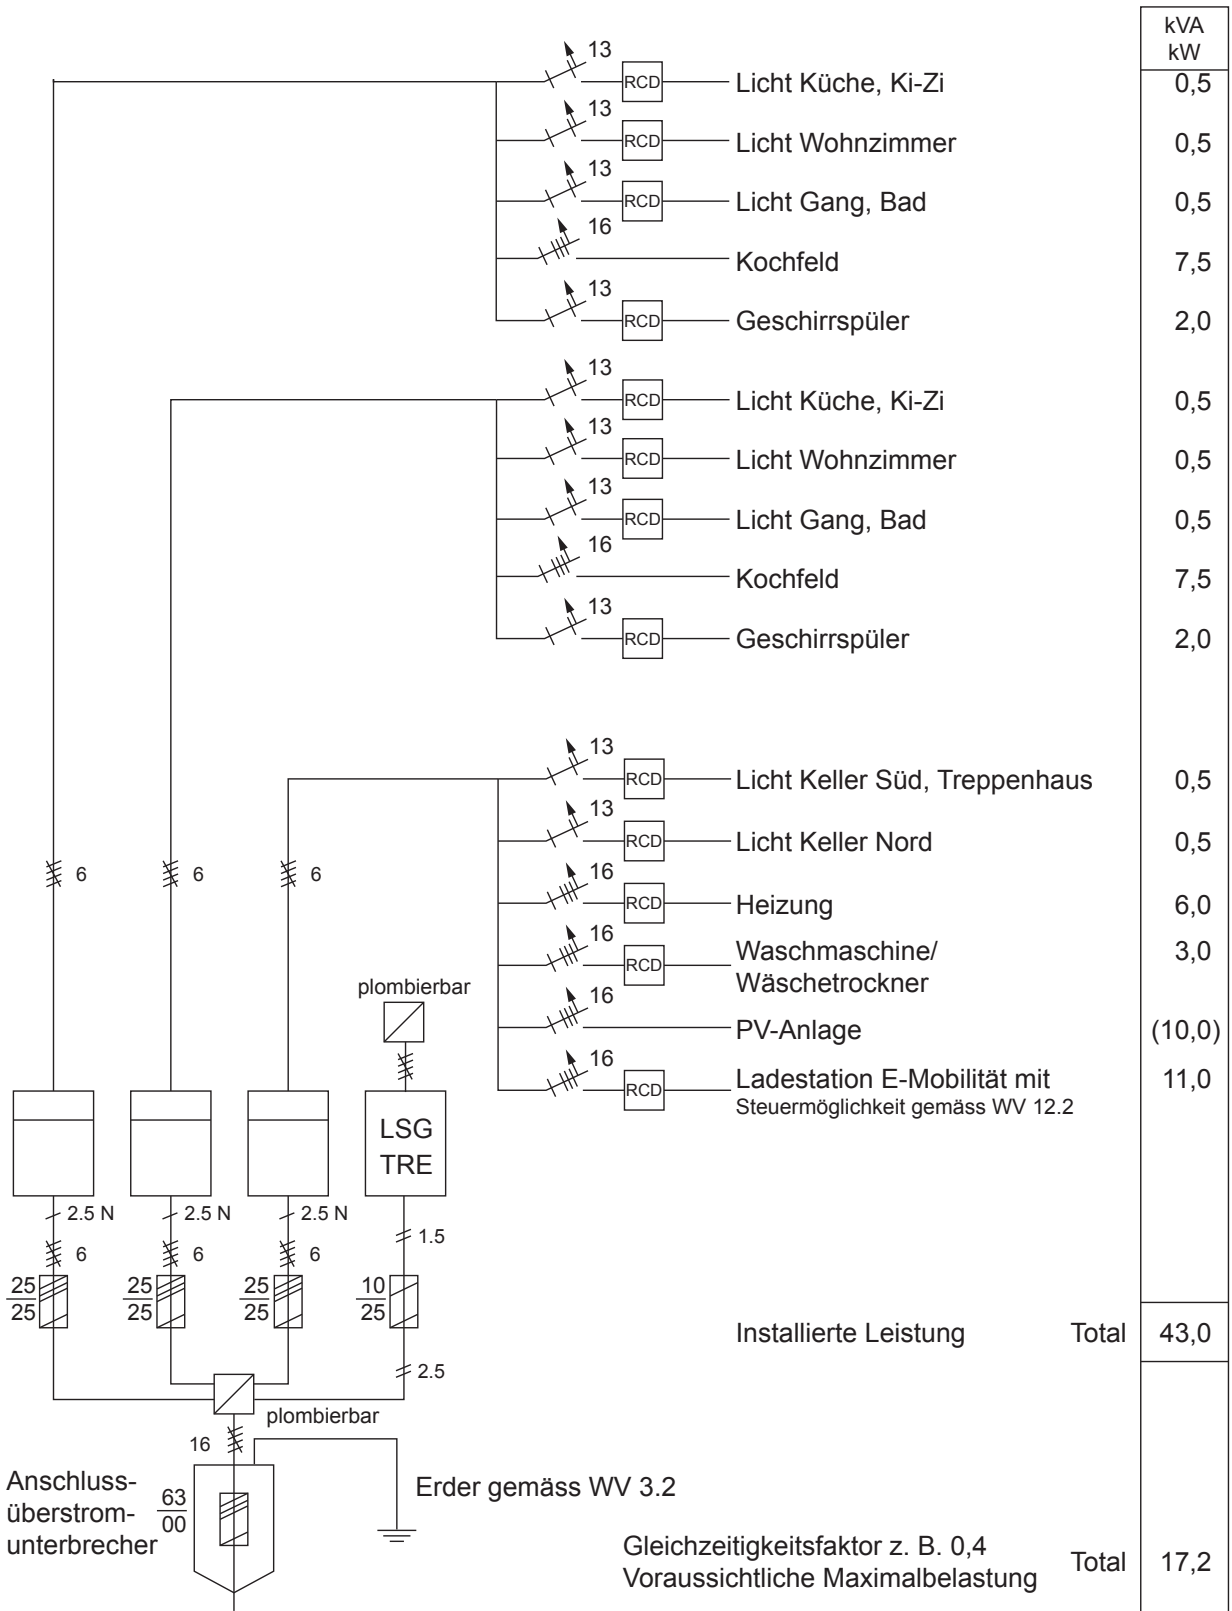 kVA
kW
13
RCD
Licht Küche, Ki-Zi
0,5
13
RCD
Licht Wohnzimmer
0,5
13
RCD
Licht Gang, Bad
0,5
16
Kochfeld
7,5
13
RCD
Geschirrspüler
2,0
13
RCD
Licht Küche, Ki-Zi
0,5
13
RCD
Licht Wohnzimmer
0,5
13
RCD
Licht Gang, Bad
0,5
16
Kochfeld
7,5
13
RCD
Geschirrspüler
2,0
13
RCD
Licht Keller Süd, Treppenhaus
0,5
13
RCD
Licht Keller Nord
0,5
6
6
6
16
RCD
Heizung
6,0
16
RCD
Waschmaschine/
Wäschetrockner
3,0
plombierbar
16
PV-Anlage
(10,0)
16
RCD
Ladestation E-Mobilität mit
Steuermöglichkeit gemäss WV 12.2
11,0
LSG
TRE
2.5 N
2.5 N
2.5 N
1.5
6
6
6
25
25
25
25
25
25
10
25
Installierte Leistung
Total
43,0
2.5
plombierbar
16
Anschluss-
überstrom-
unterbrecher
63
00
Erder gemäss WV 3.2
Gleichzeitigkeitsfaktor z. B. 0,4
Voraussichtliche Maximalbelastung
Total
17,2